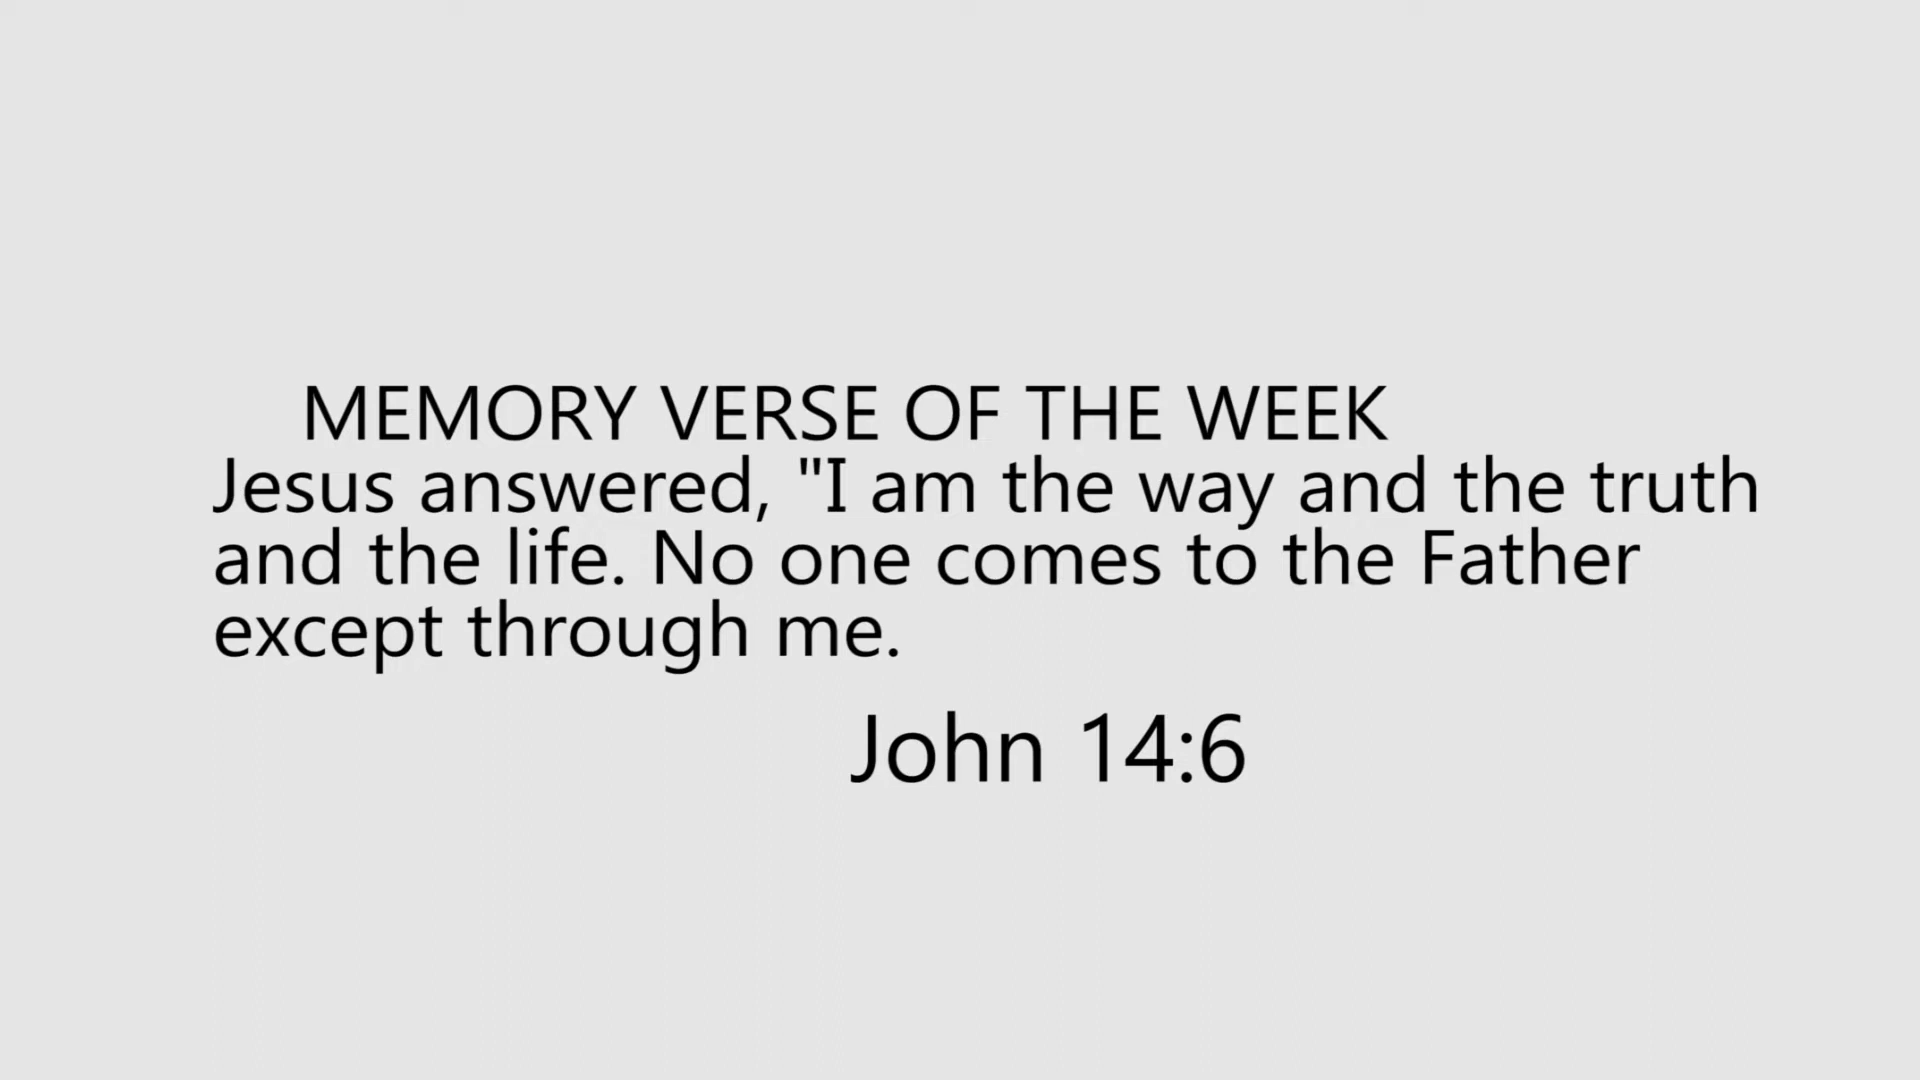 MEMORY VERSE OF THE WEEK
Jesus answered, "I am the way and the truth
and the life. No one comes to the Father
except through me.
John 14:6